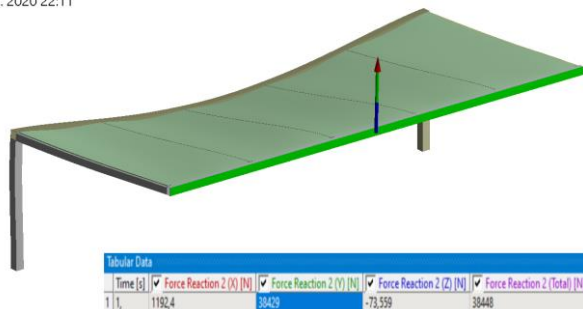 . 2020 22:11
Tabular Data
Time [s] Force Reaction 2 (X) [N] Force Reaction 2 (Y) [N] Force Reaction 2 (Z) [N] Force Reaction 2 (Total) [N]
1 1, 1192,4 38429 -73,559 38448